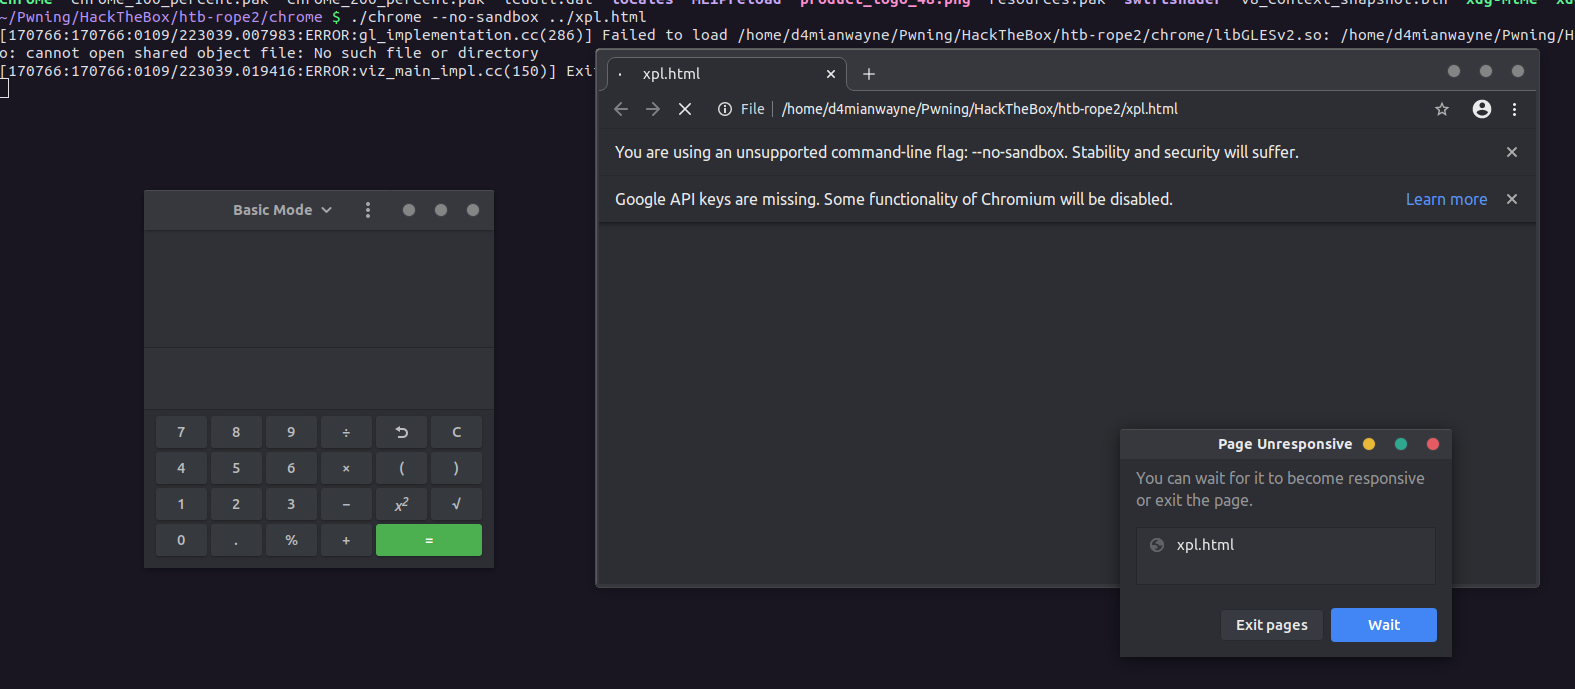 chrome chrome_100_percent.pak chrome_200_percent.pak icudtl.dat locales MEIPreload product_logo_48.png resources.pak swiftshader v8_context_snapshot.bin xdg-mime
~/Pwning/HackTheBox/htb-rope2/chrome $ ./chrome --no-sandbox ../xpl.html
[170766:170766:0109/223039.007983:ERROR:gl_implementation.cc(286)] Failed to load /home/d4mianwayne/Pwning/HackTheBox/htb-rope2/chrome/libGLESv2.so: /home/d4mianwayne/Pwning/H
o: cannot open shared object file: No such file or directory
[170766:170766:0109/223039.019416:ERROR:viz_main_impl.cc(150)] Exi
xpl.html
File | /home/d4mianwayne/Pwning/HackTheBox/htb-rope2/xpl.html
You are using an unsupported command-line flag: --no-sandbox. Stability and security will suffer.
Google API keys are missing. Some functionality of Chromium will be disabled. Learn more
Basic Mode
7 8 9 ÷ C
4 5 6 × ( )
1 2 3 − x² √
0 . % + =
Page Unresponsive
You can wait for it to become responsive
or exit the page.
xpl.html
Exit pages Wait